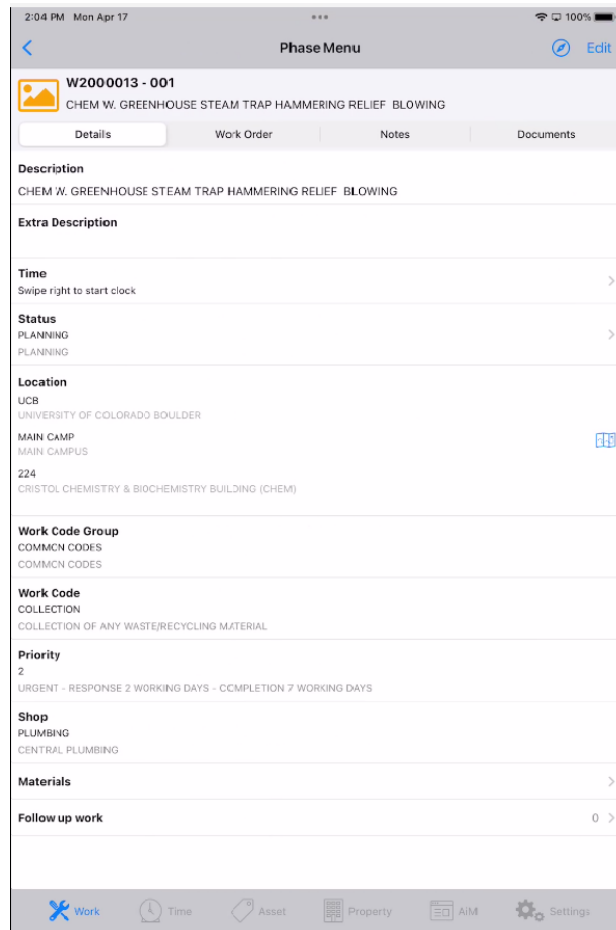 2:04 PM Mon Apr 17
100%
Phase Menu
Edit
W2000013 - 001
CHEM W. GREENHOUSE STEAM TRAP HAMMERING RELIEF BLOWING
Details Work Order Notes Documents
Description
CHEM W. GREENHOUSE STEAM TRAP HAMMERING RELIEF BLOWING
Extra Description
Time
Swipe right to start clock
Status
PLANNING
PLANNING
Location
UCB
UNIVERSITY OF COLORADO BOULDER
MAIN CAMP
MAIN CAMPUS
224
CRISTOL CHEMISTRY & BIOCHEMISTRY BUILDING (CHEM)
Work Code Group
COMMON CODES
COMMON CODES
Work Code
COLLECTION
COLLECTION OF ANY WASTE/RECYCLING MATERIAL
Priority
2
URGENT - RESPONSE 2 WORKING DAYS - COMPLETION 7 WORKING DAYS
Shop
PLUMBING
CENTRAL PLUMBING
Materials
Follow up work 0
Work Time Asset Property AiM Settings